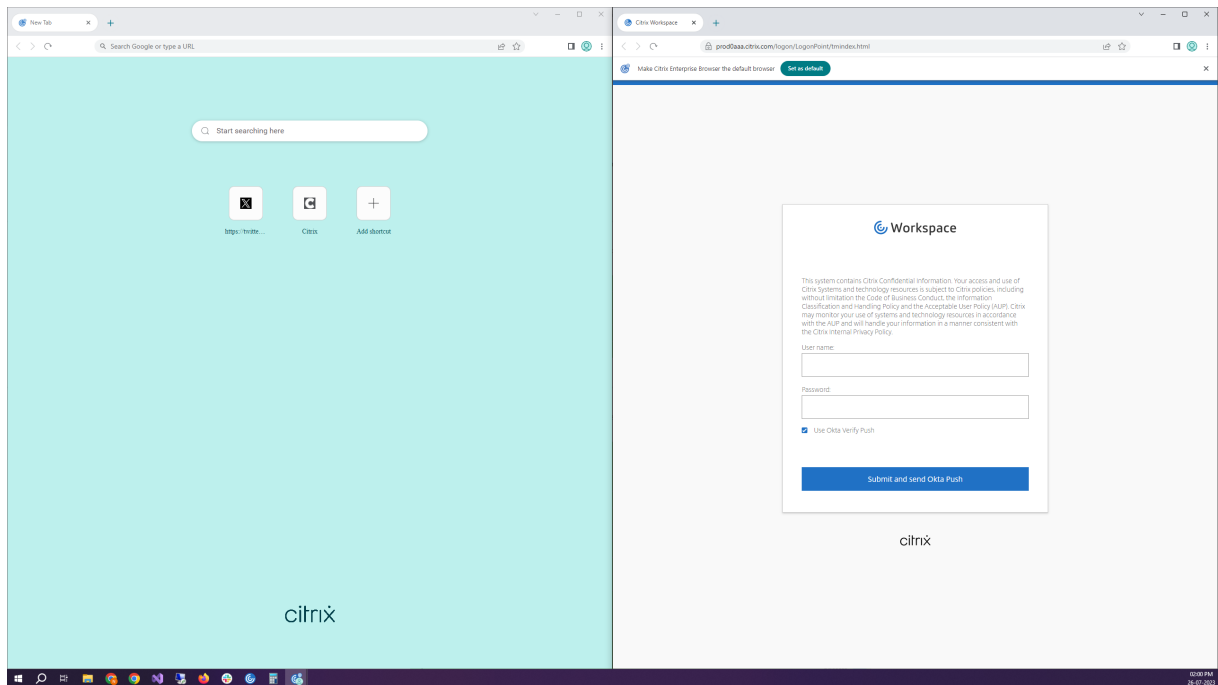 New Tab
Search Google or type a URL
Start searching here
https://twitte...
Citrix
Add shortcut
citrix
Citrix Workspace
prod0aaa.citrix.com/logon/LogonPoint/tmindex.html
Make Citrix Enterprise Browser the default browser
Set as default
Workspace
This system contains Citrix Confidential Information. Your access and use of
Citrix Systems and technology resources is subject to Citrix policies, including
without limitation the Code of Business Conduct, the Information
Classification and Handling Policy and the Acceptable User Policy (AUP). Citrix
may monitor your use of systems and technology resources in accordance
with the AUP and will handle your information in a manner consistent with
the Citrix Internal Privacy Policy.
User name:
Password:
Use Okta Verify Push
Submit and send Okta Push
citrix
02:00 PM
26-07-2023